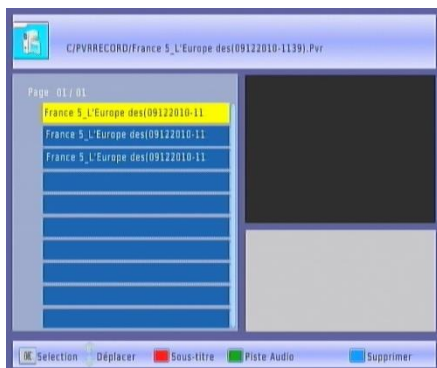 C/PVRRECORD/France 5_L'Europe des(09122010-1139).Pvr
Page 01/01
France 5_L'Europe des(09122010-11
France 5_L'Europe des(09122010-11
France 5_L'Europe des(09122010-11
OK Selection Déplacer Sous-titre Piste Audio Supprimer